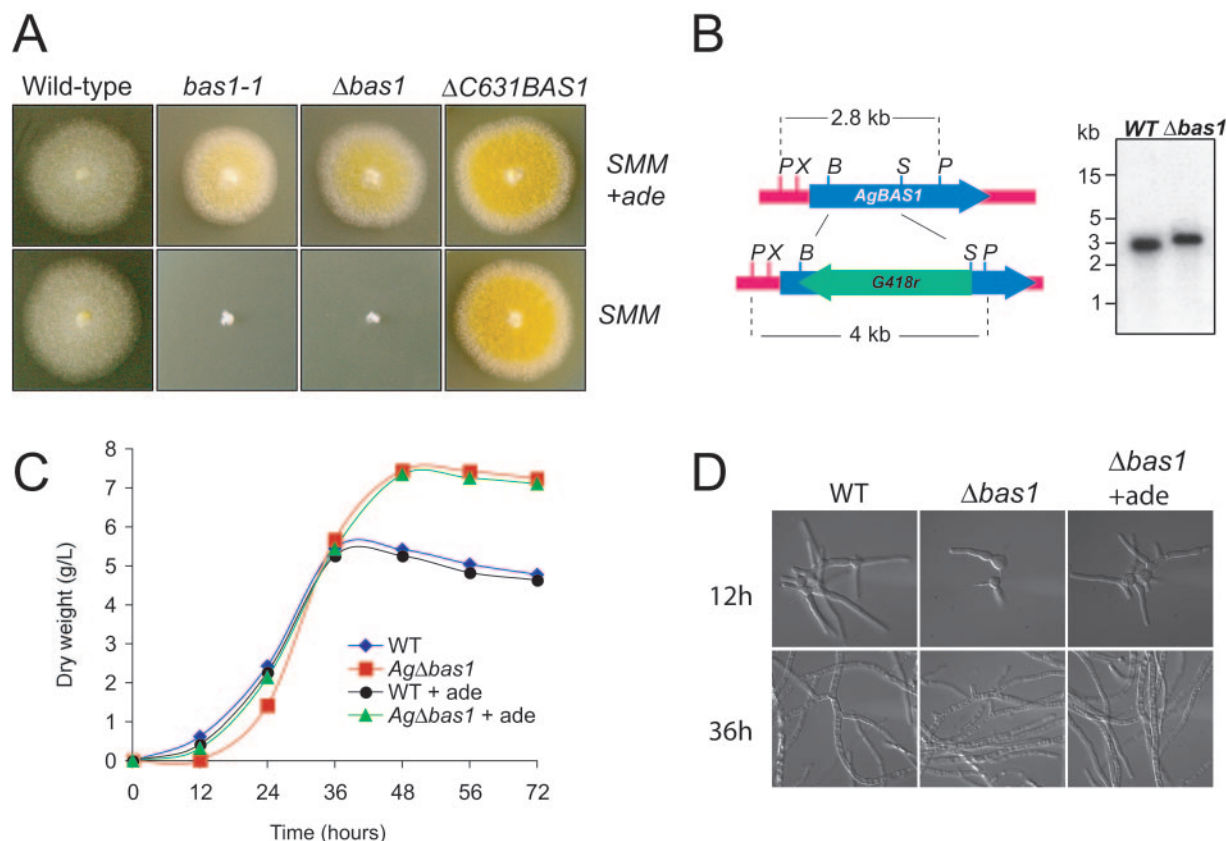 A
Wild-type bas1-1 Δbas1 ΔC631BAS1
SMM
+ade
SMM
B
2.8 kb
P X B S P
AgBAS1
P X B S P
G418r
4 kb
kb WT Δbas1
15
5
3
2
1
C
Dry weight (g/L)
8
7
6
5
4
3
2
1
0
0 12 24 36 48 56 72
Time (hours)
WT
AgΔbas1
WT + ade
AgΔbas1 + ade
D
WT Δbas1 Δbas1
+ade
12h
36h